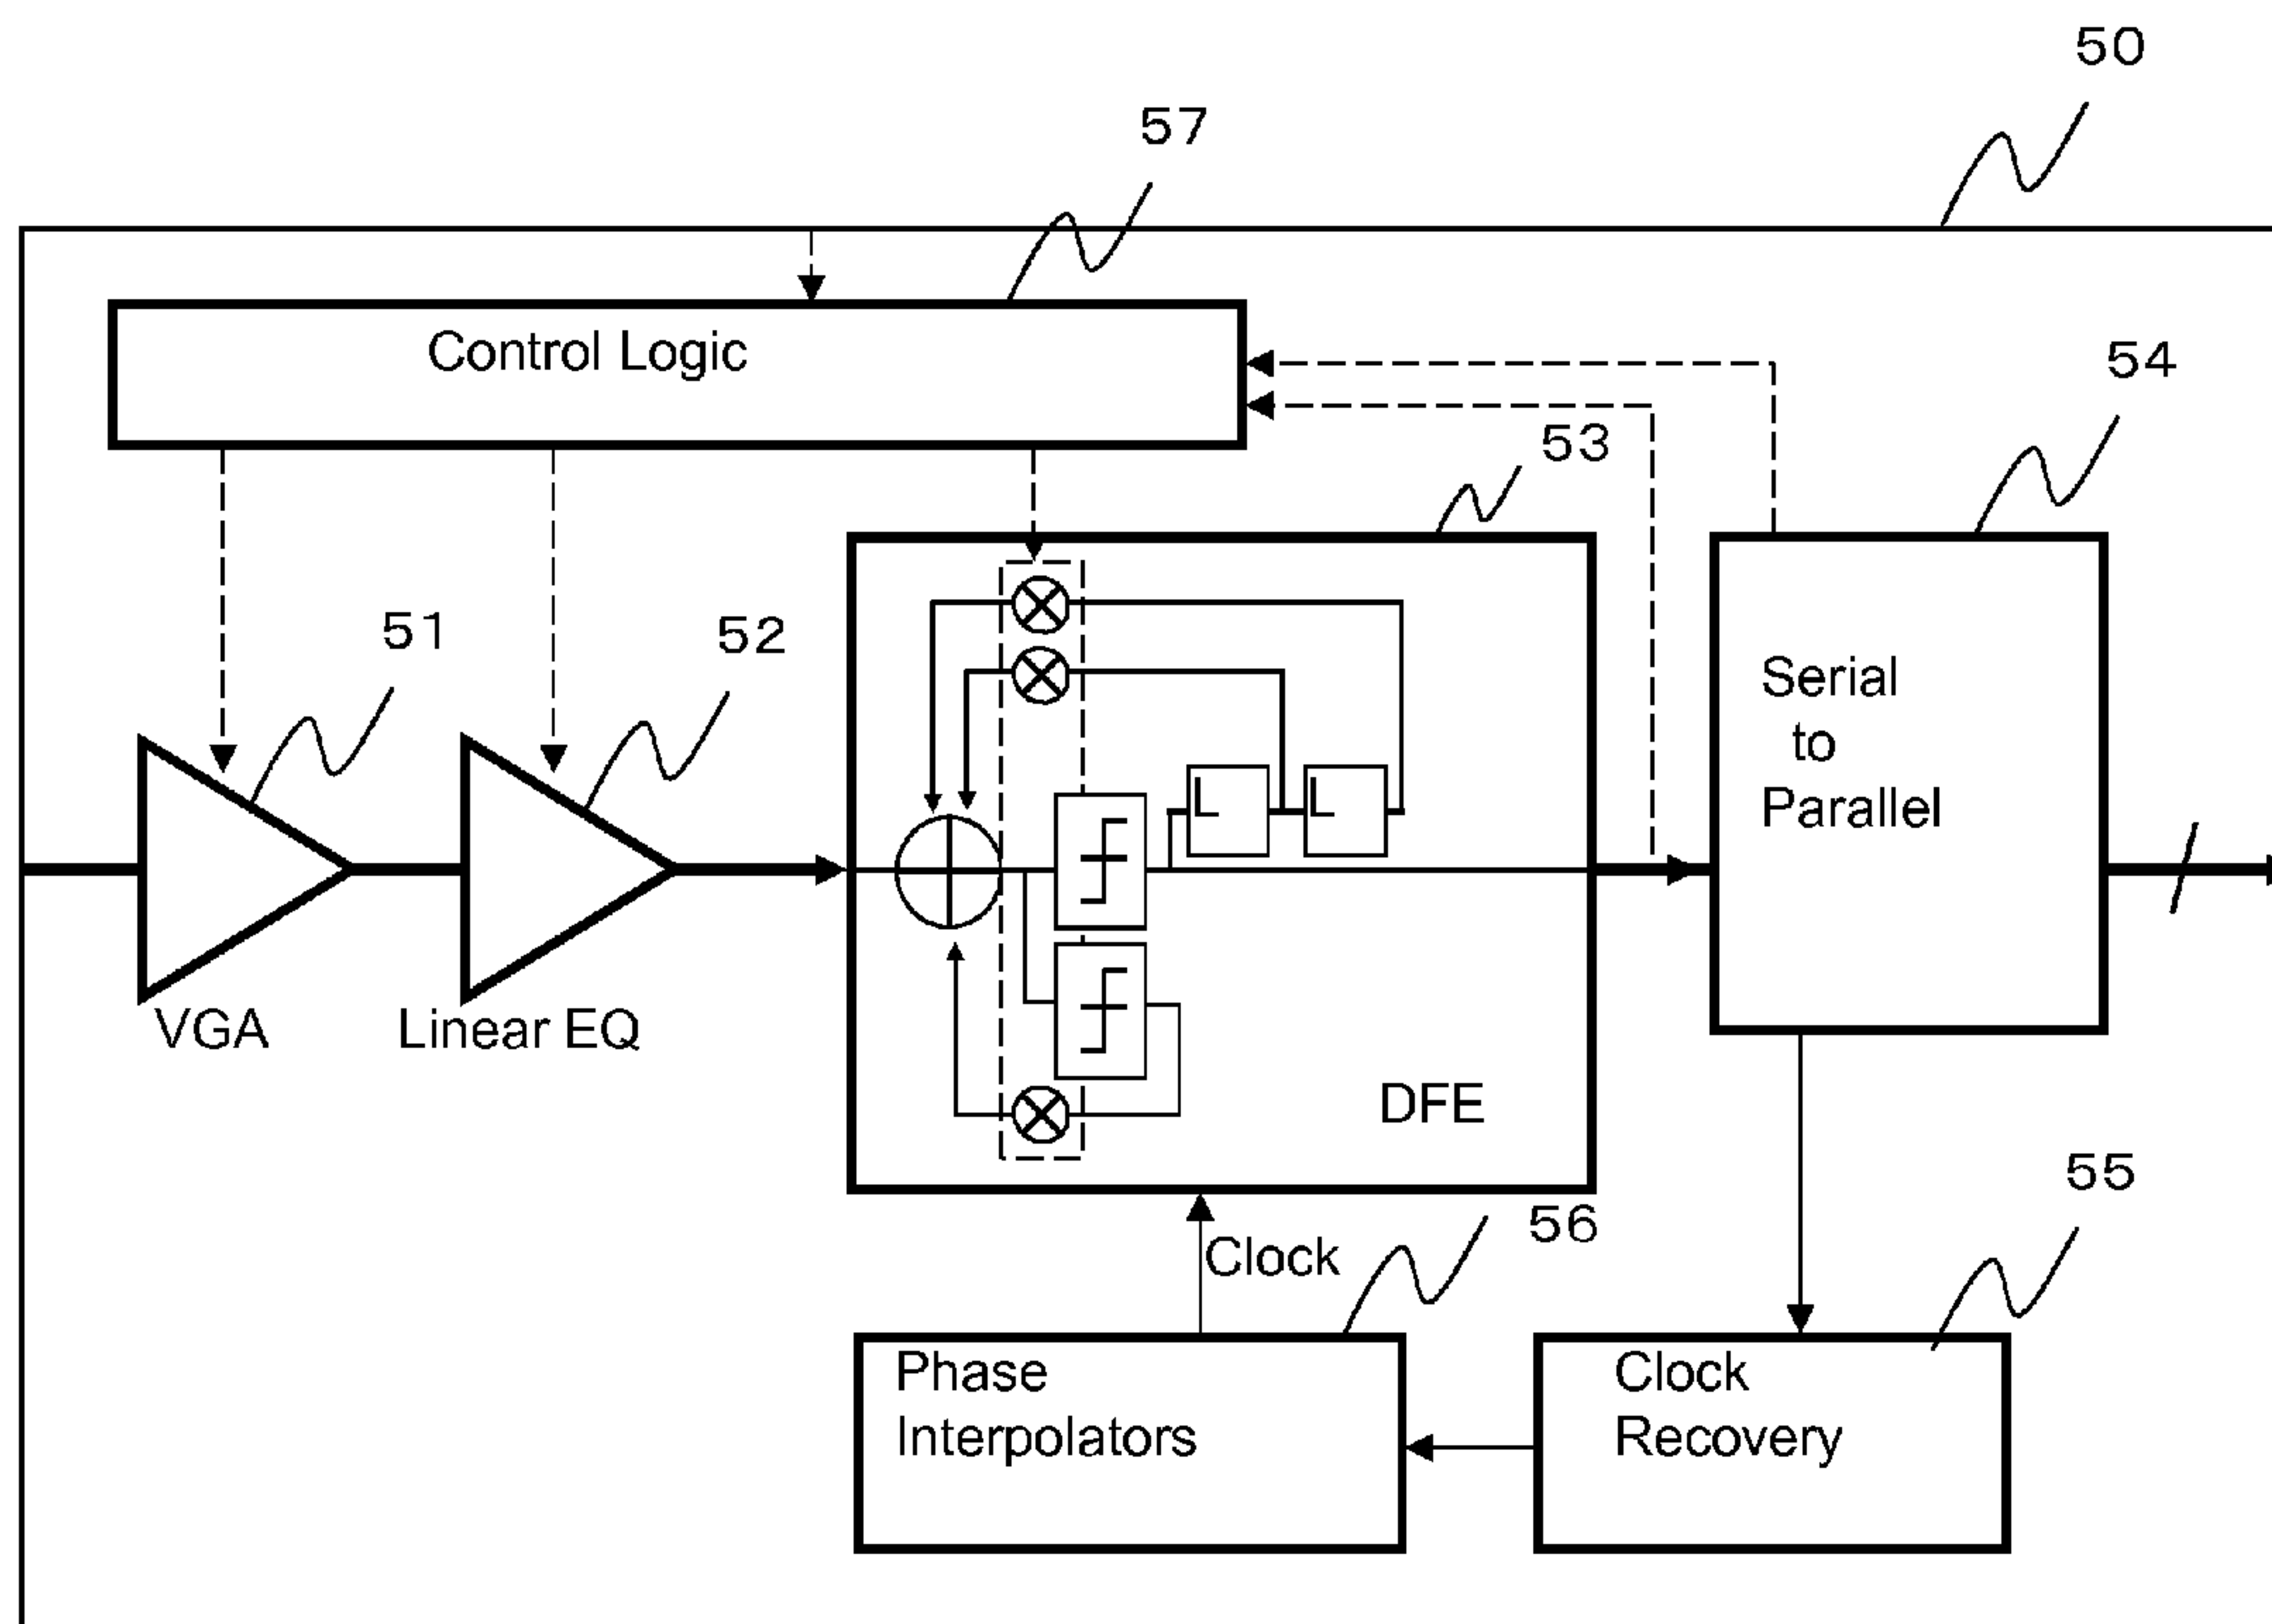 50
57
Control Logic
54
53
51
52
Serial
to
Parallel
L
L
VGA
Linear EQ
DFE
55
56
Clock
Phase
Interpolators
Clock
Recovery